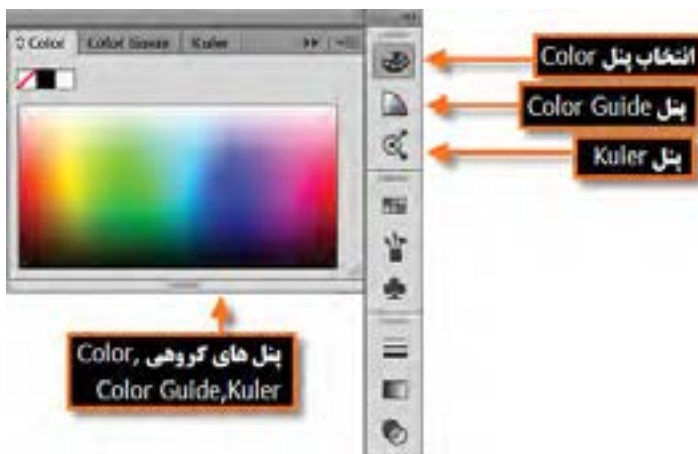 Color Color Guide Kuler
انتخاب پنل Color
پنل Color Guide
پنل Kuler
پنل های گروهی Color,
Color Guide,Kuler